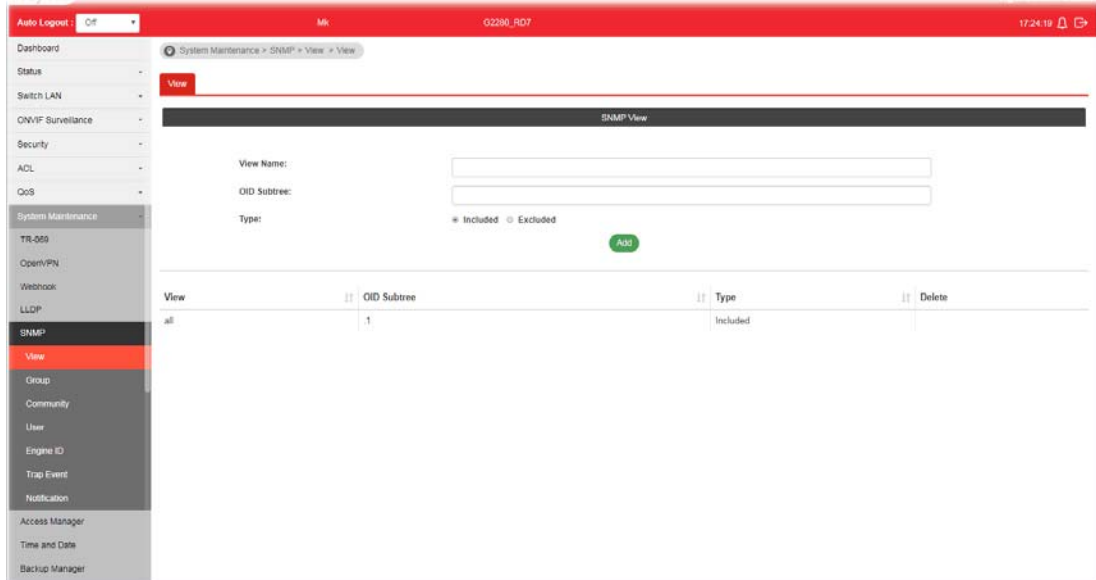 Auto Logout : Off
Mk
G2280_RD7
17:24:19
Dashboard
Status
Switch LAN
ONVIF Surveillance
Security
ACL
QoS
System Maintenance
TR-069
OpenVPN
Webhook
LLDP
SNMP
View
Group
Community
User
Engine ID
Trap Event
Notification
Access Manager
Time and Date
Backup Manager
System Maintenance > SNMP > View > View
View
SNMP View
View Name:
OID Subtree:
Type: Included Excluded
Add
View OID Subtree Type Delete
all .1 Included